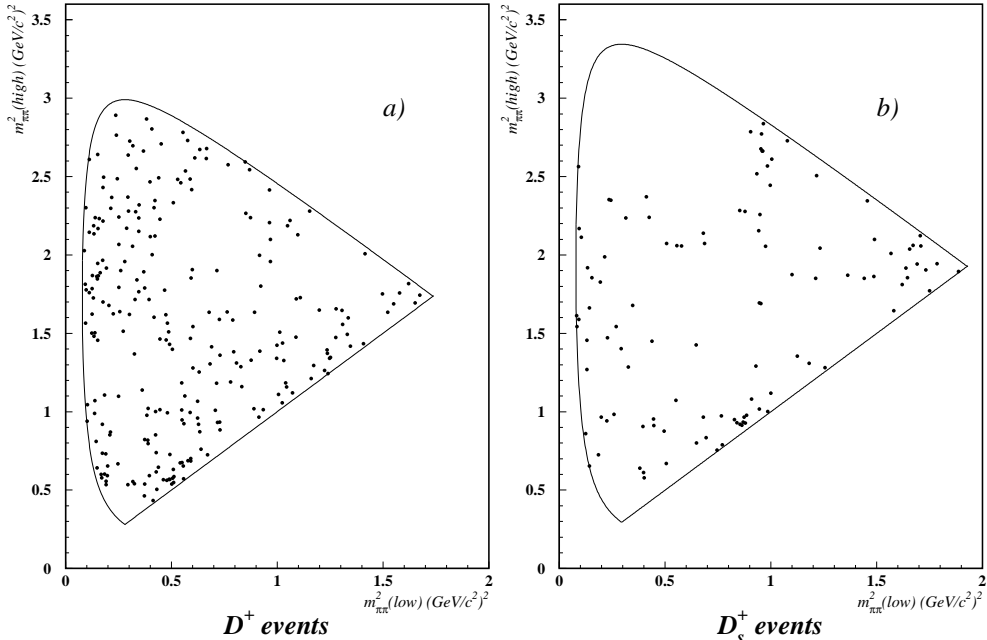 m²ππ(high) (GeV/c²)²
3.5
3
2.5
2
1.5
1
0.5
0
a)
0 0.5 1 1.5 2
m²ππ(low) (GeV/c²)²
D⁺ events
m²ππ(high) (GeV/c²)²
3.5
3
2.5
2
1.5
1
0.5
0
b)
0 0.5 1 1.5 2
m²ππ(low) (GeV/c²)²
Dₛ⁺ events